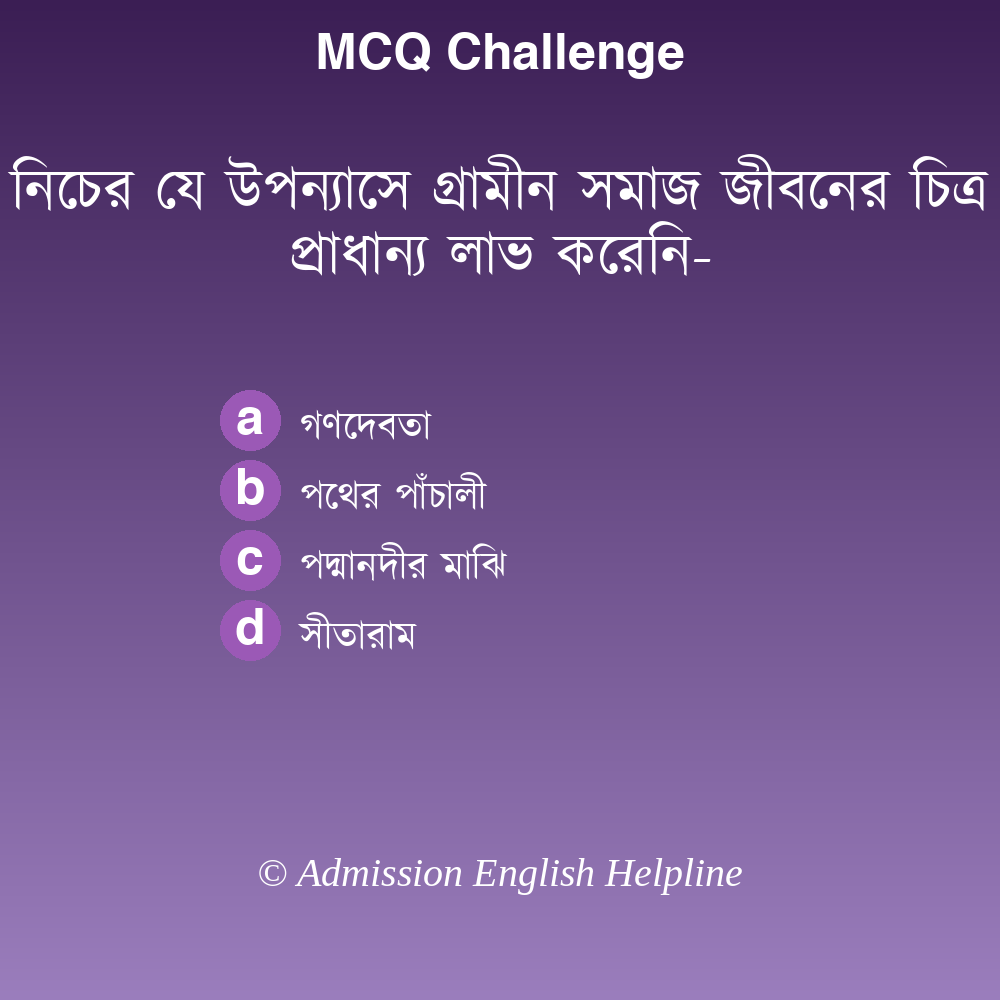 MCQ Challenge
নিচের যে উপন্যাসে গ্রামীন সমাজ জীবনের চিত্র
প্রাধান্য লাভ করেনি-
a গণদেবতা
b পথের পাঁচালী
c পদ্মানদীর মাঝি
d সীতারাম
© Admission English Helpline